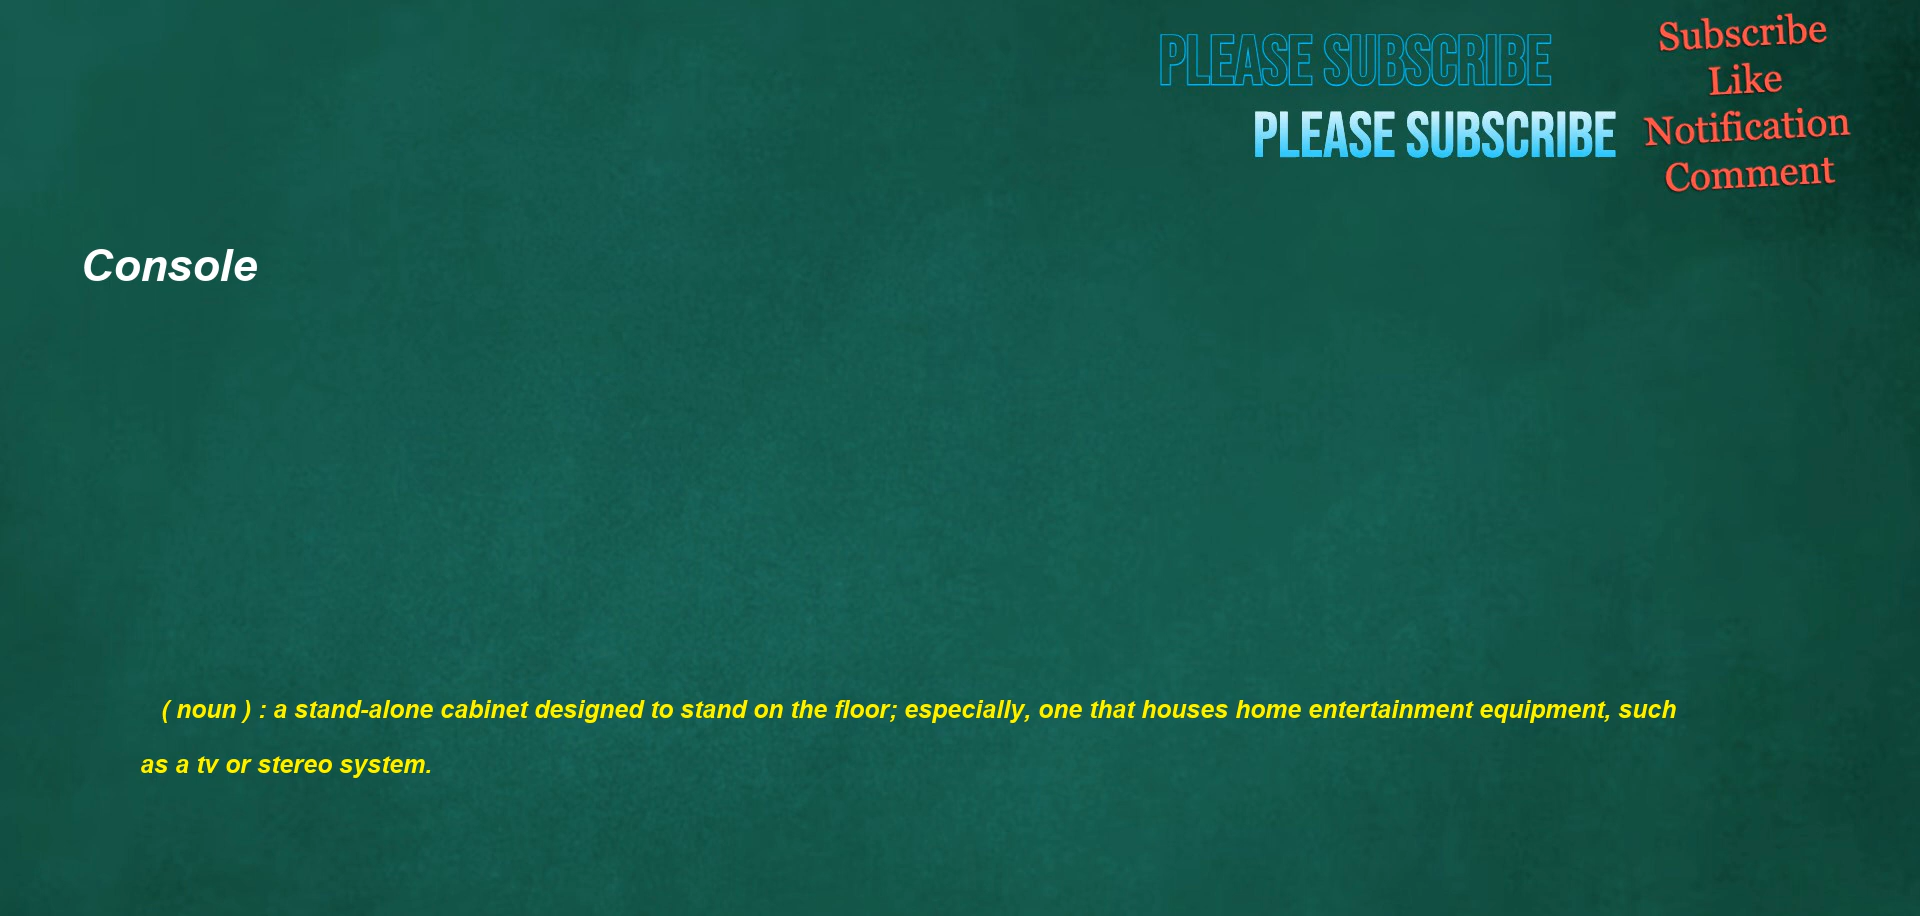 PLEASE SUBSCRIBE
PLEASE SUBSCRIBE
Subscribe
Like
Notification
Comment
Console
( noun ) : a stand-alone cabinet designed to stand on the floor; especially, one that houses home entertainment equipment, such
as a tv or stereo system.